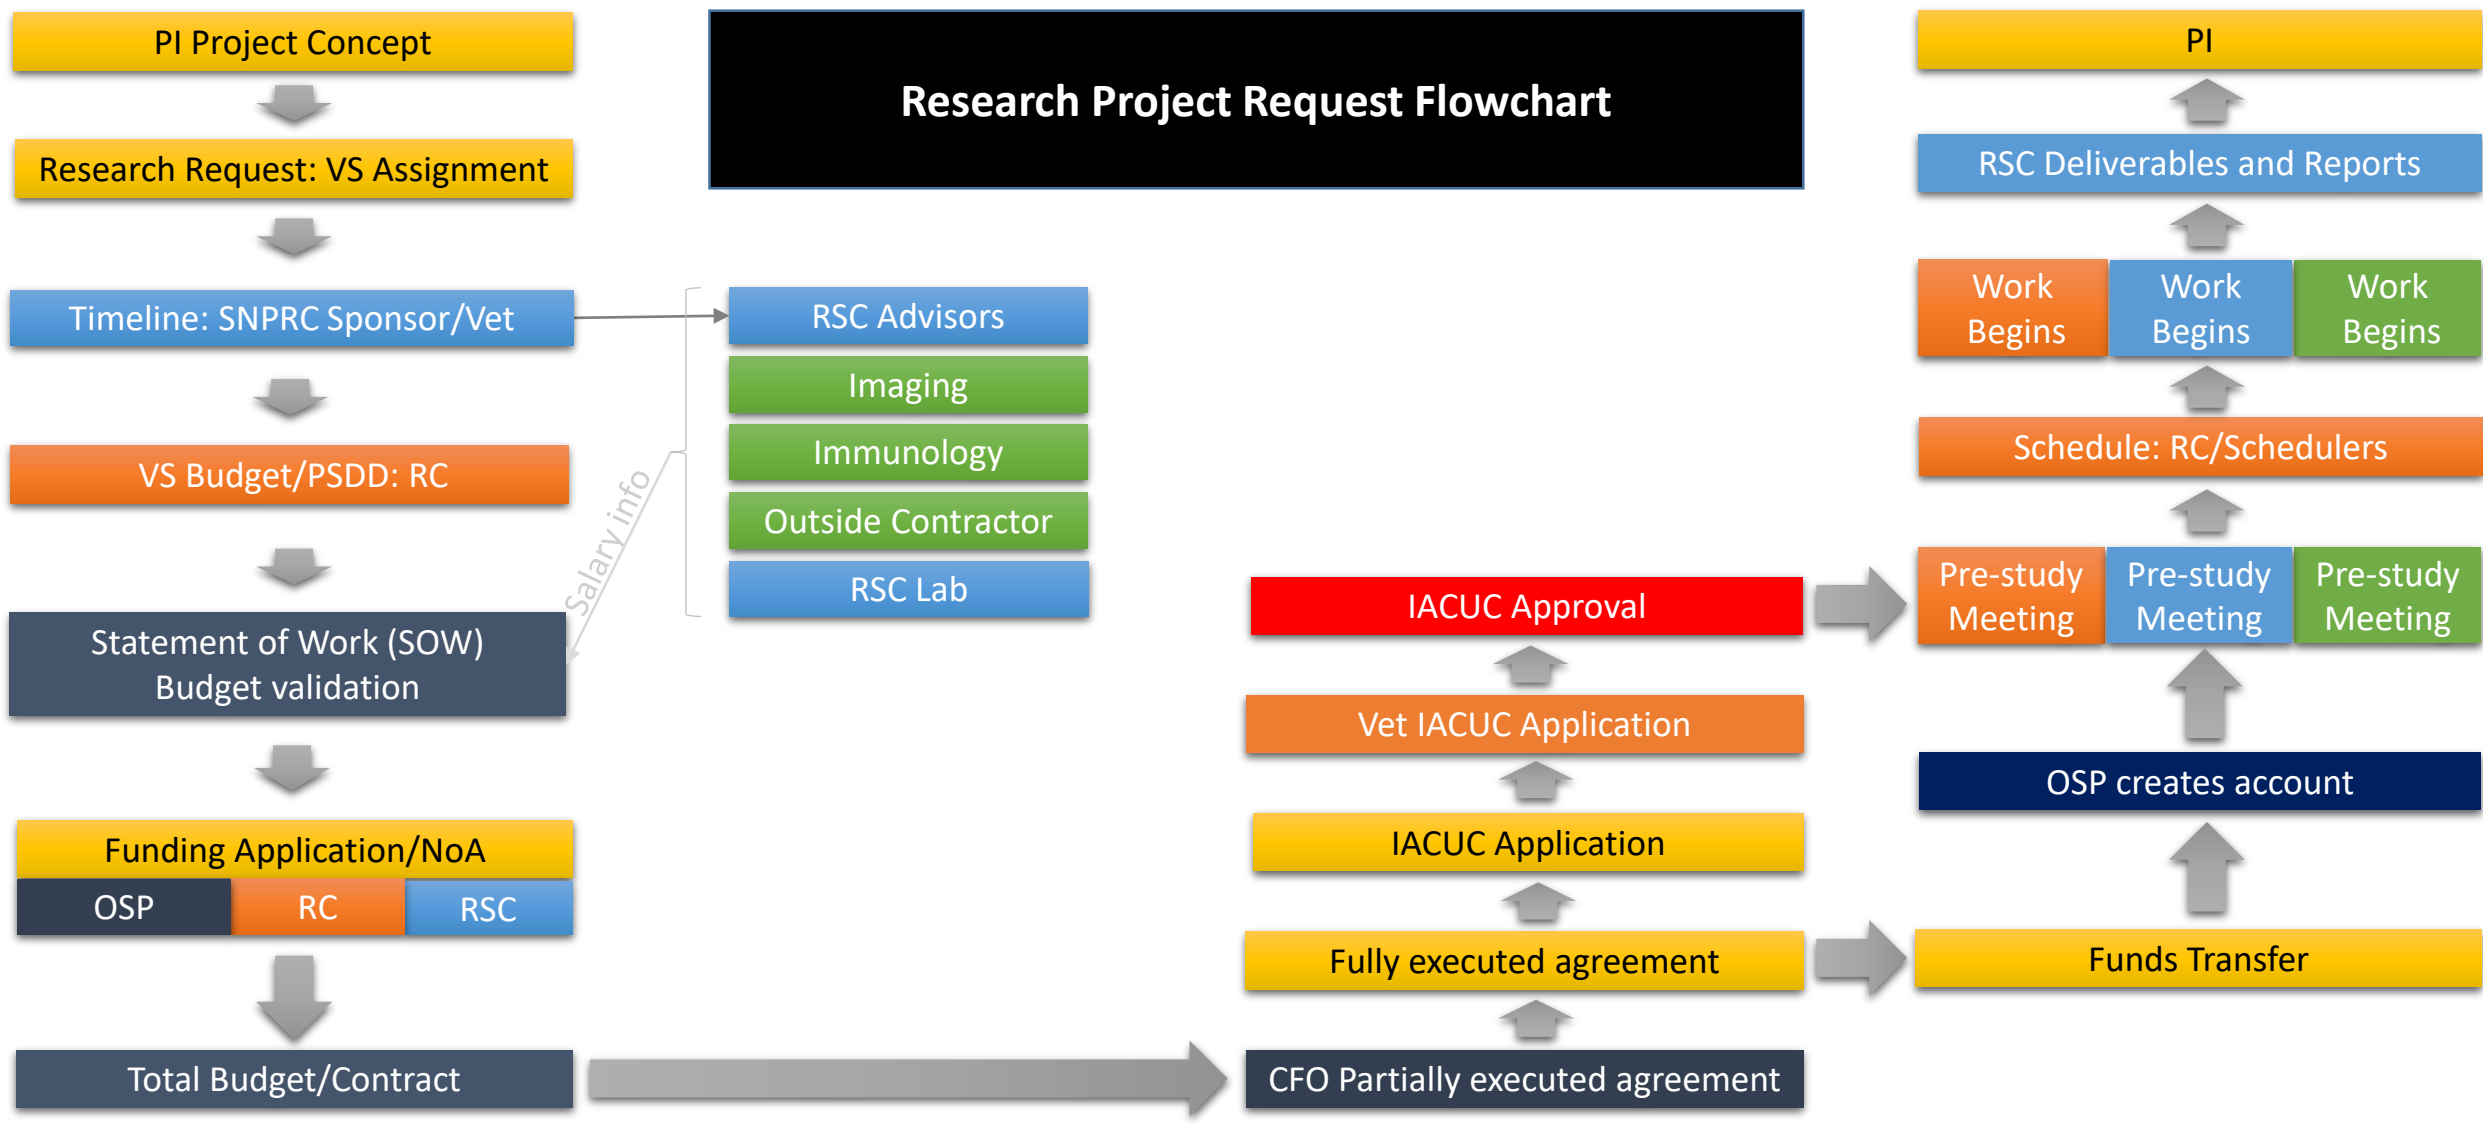 PI Project Concept
Research Request: VS Assignment
Timeline: SNPRC Sponsor/Vet
VS Budget/PSDD: RC
Statement of Work (SOW)
Budget validation
Funding Application/NoA
OSP
RC
RSC
Total Budget/Contract
Research Project Request Flowchart
RSC Advisors
Imaging
Immunology
Outside Contractor
RSC Lab
Salary info
IACUC Approval
Vet IACUC Application
IACUC Application
Fully executed agreement
CFO Partially executed agreement
PI
RSC Deliverables and Reports
Work
Begins
Work
Begins
Work
Begins
Schedule: RC/Schedulers
Pre-study
Meeting
Pre-study
Meeting
Pre-study
Meeting
OSP creates account
Funds Transfer